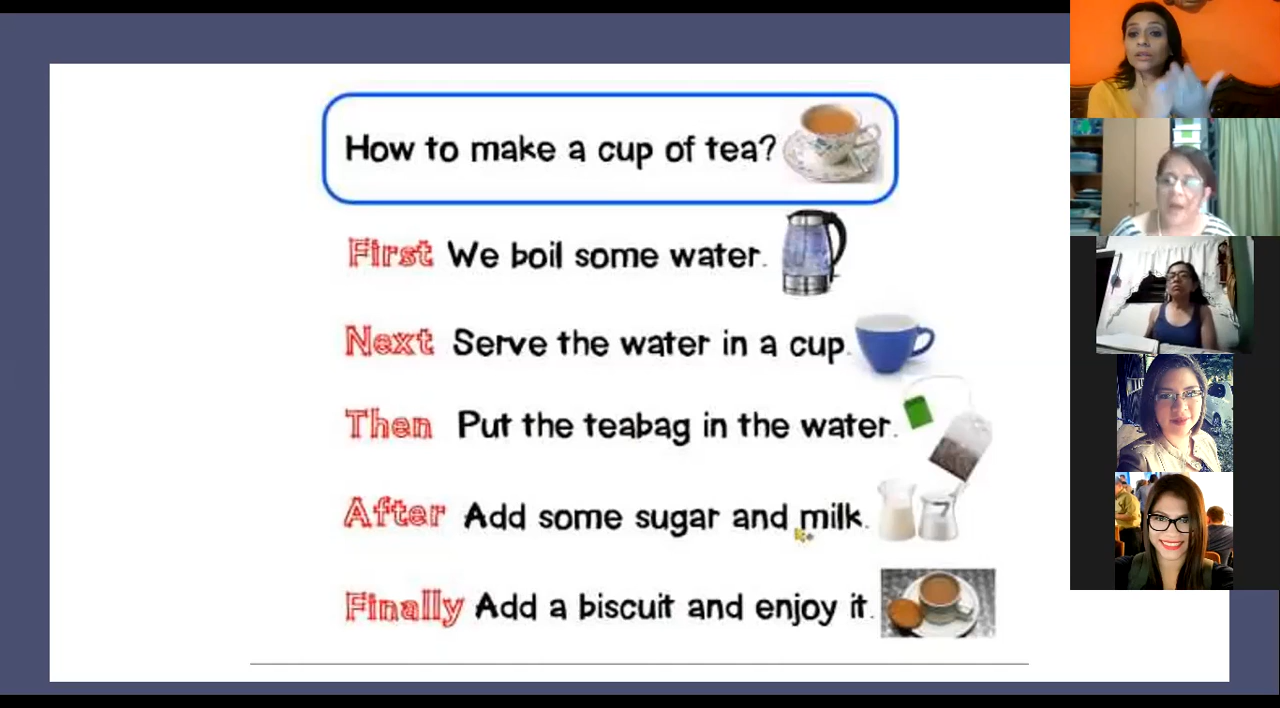 How to make a cup of tea?
First We boil some water.
Next Serve the water in a cup.
Then Put the teabag in the water.
After Add some sugar and milk.
Finally Add a biscuit and enjoy it.